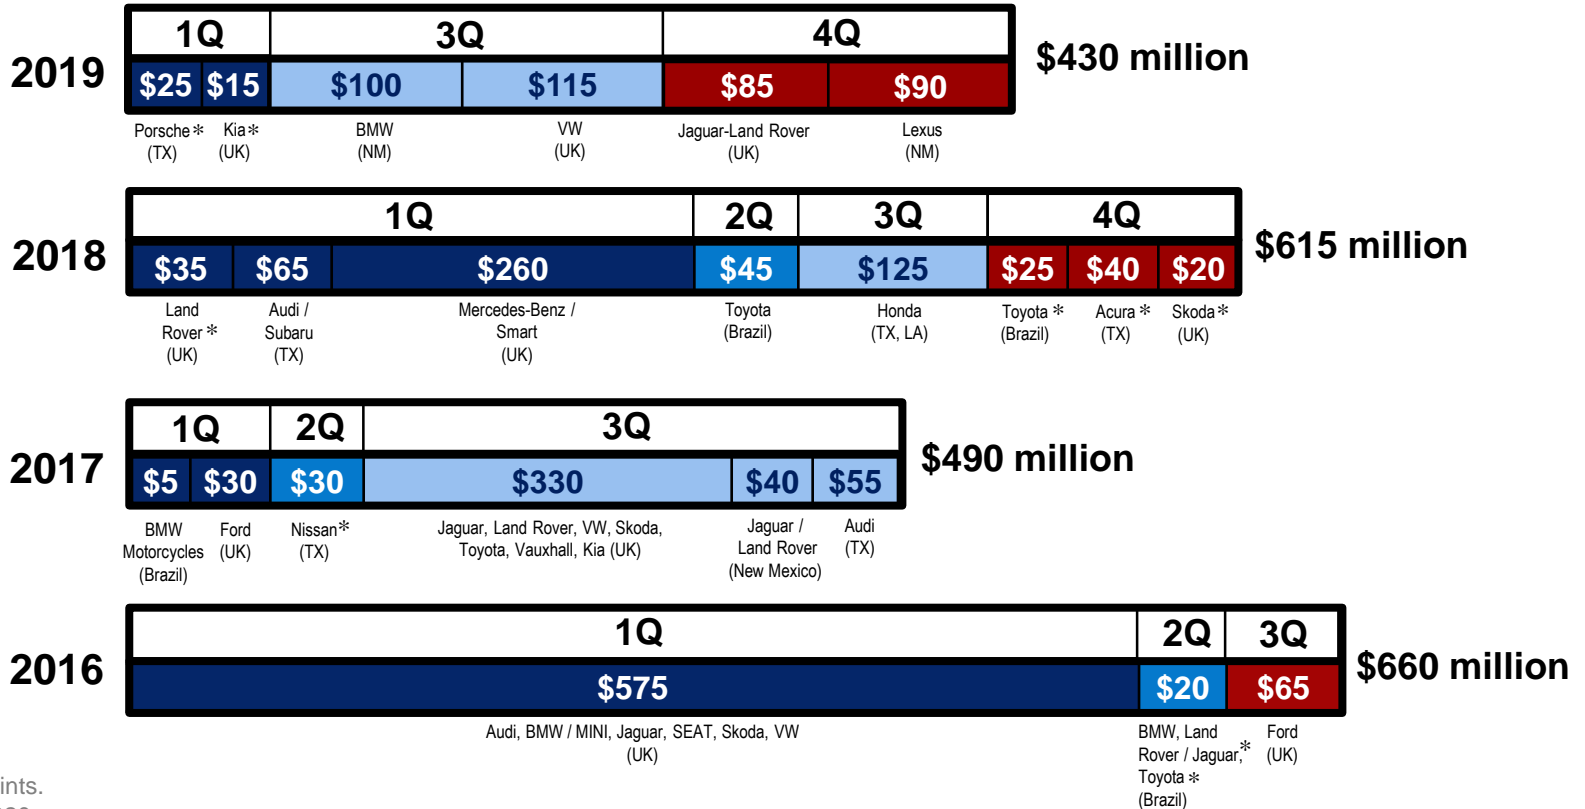 1Q 3Q 4Q
2019 $25 $15 $100 $115 $85 $90 $430 million
Porsche* Kia* BMW VW Jaguar-Land Rover Lexus
(TX) (UK) (NM) (UK) (UK) (NM)
1Q 2Q 3Q 4Q
2018 $35 $65 $260 $45 $125 $25 $40 $20 $615 million
Land Audi / Mercedes-Benz / Toyota Honda Toyota * Acura * Skoda*
Rover * Subaru Smart (Brazil) (TX, LA) (Brazil) (TX) (UK)
(UK) (TX) (UK)
1Q 2Q 3Q
2017 $5 $30 $30 $330 $40 $55 $490 million
BMW Ford Nissan* Jaguar, Land Rover, VW, Skoda, Jaguar / Audi
Motorcycles (UK) (TX) Toyota, Vauxhall, Kia (UK) Land Rover (TX)
(Brazil) (New Mexico)
1Q 2Q 3Q
2016 $575 $20 $65 $660 million
Audi, BMW / MINI, Jaguar, SEAT, Skoda, VW BMW, Land Ford
(UK) Rover / Jaguar,* (UK)
Toyota *
(Brazil)
ints.